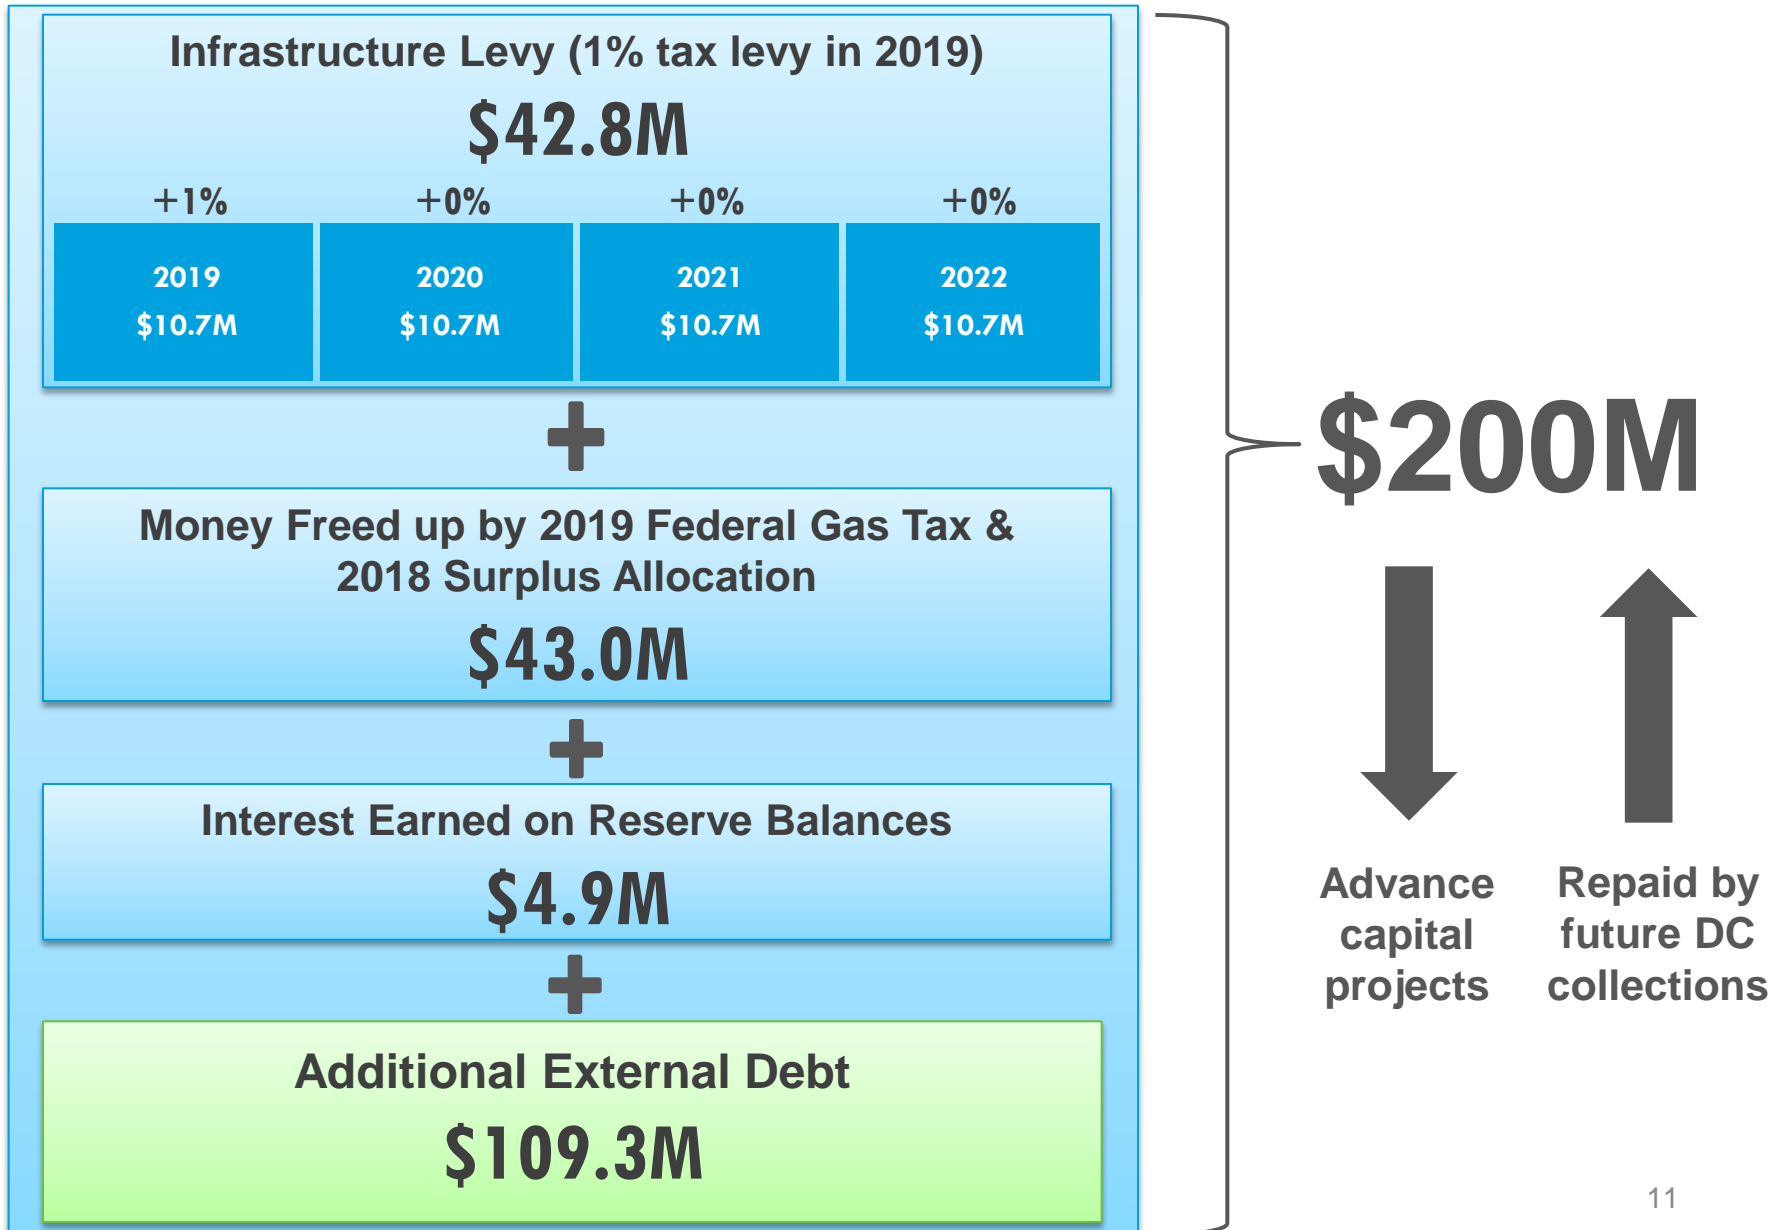 Infrastructure Levy (1% tax levy in 2019)
$42.8M
+1% +0% +0% +0%
2019 2020 2021 2022
$10.7M $10.7M $10.7M $10.7M
+
Money Freed up by 2019 Federal Gas Tax &
2018 Surplus Allocation
$43.0M
+
Interest Earned on Reserve Balances
$4.9M
+
Additional External Debt
$109.3M
$200M
Advance
capital
projects
Repaid by
future DC
collections
11